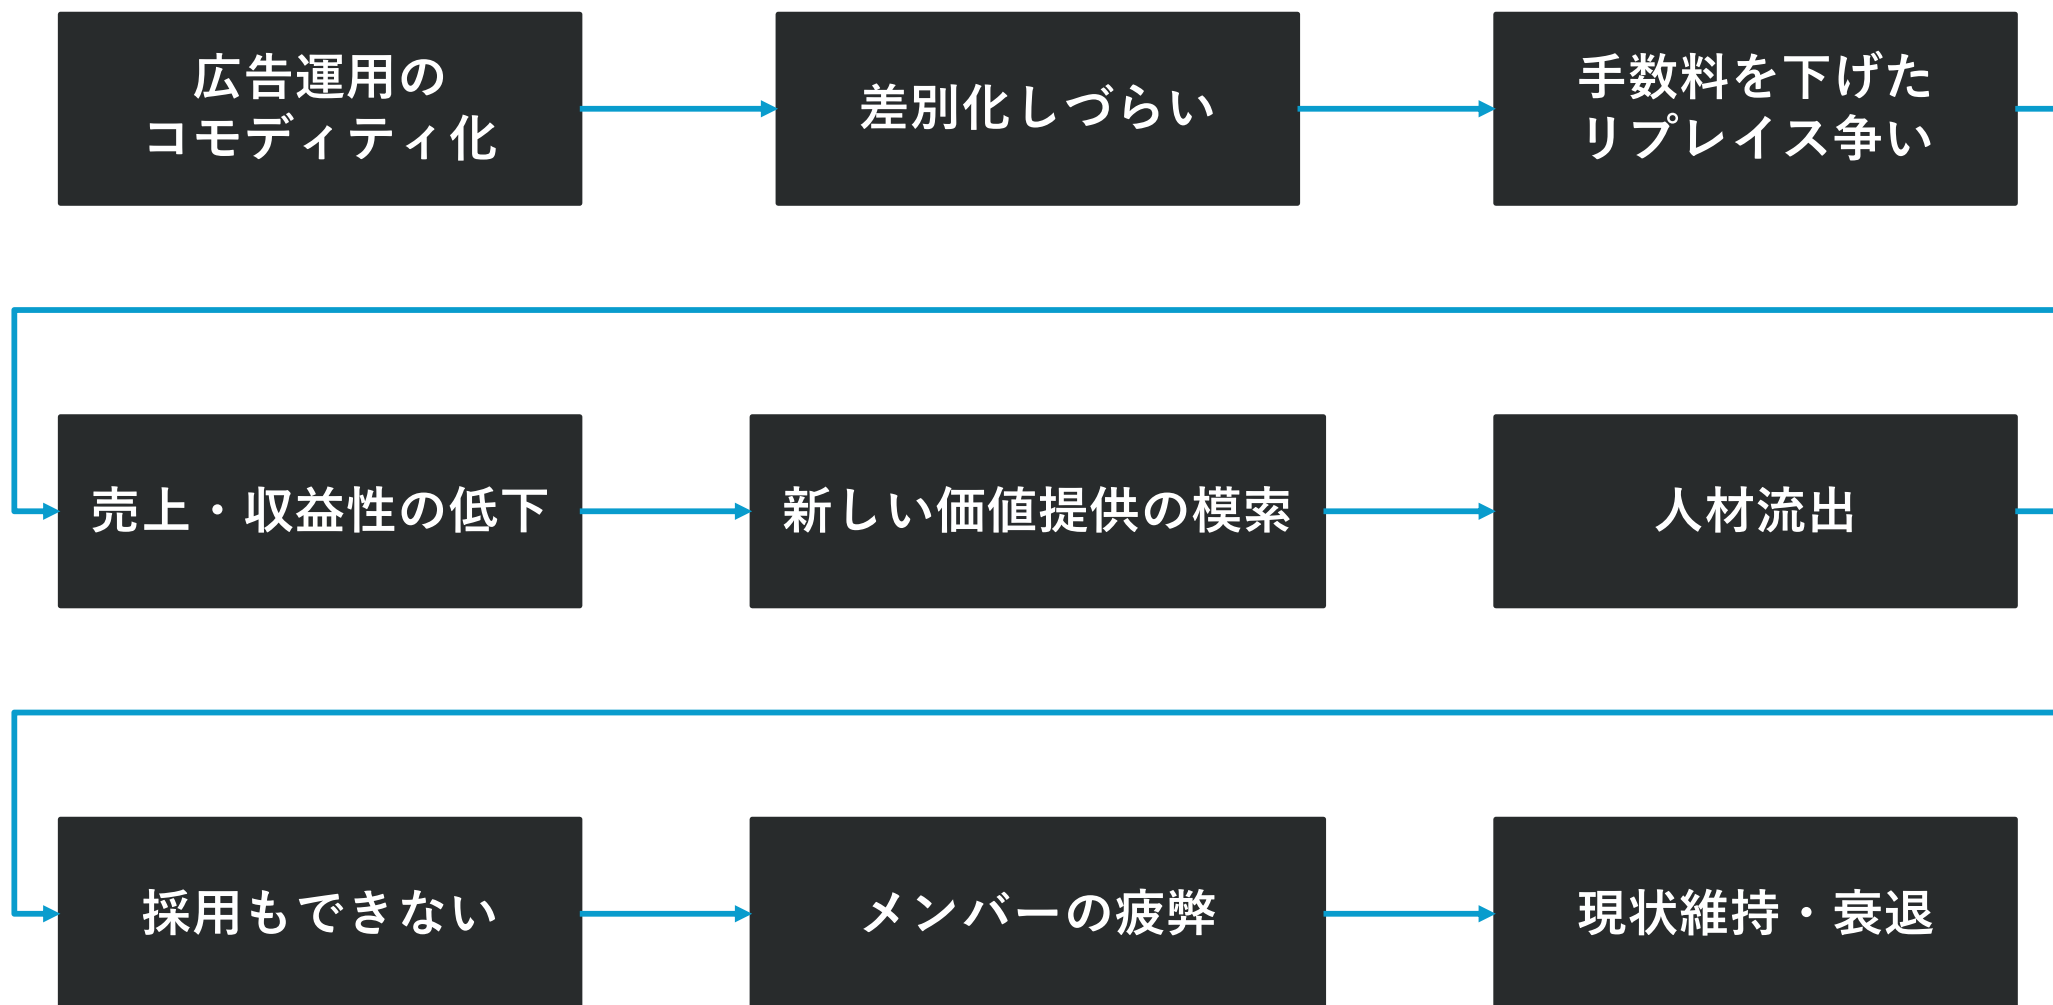 広告運用の
コモディティ化
差別化しづらい
手数料を下げた
リプレイス争い
売上・収益性の低下
新しい価値提供の模索
人材流出
採用もできない
メンバーの疲弊
現状維持・衰退